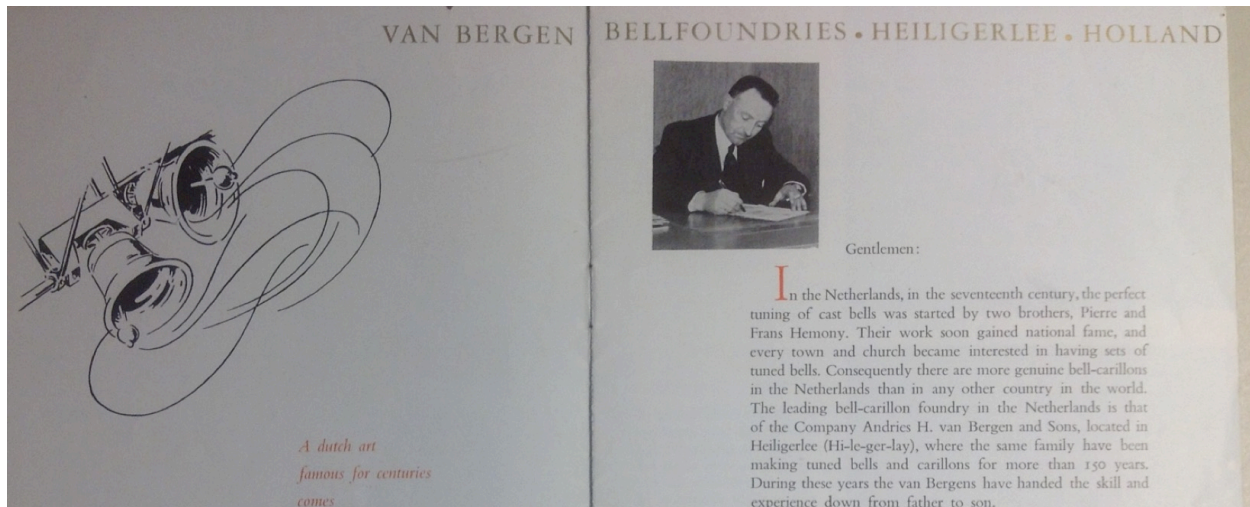 VAN BERGEN BELLFOUNDRIES • HEILIGERLEE • HOLLAND
A dutch art
famous for centuries
comes
Gentlemen:
In the Netherlands, in the seventeenth century, the perfect
tuning of cast bells was started by two brothers, Pierre and
Frans Hemony. Their work soon gained national fame, and
every town and church became interested in having sets of
tuned bells. Consequently there are more genuine bell-carillons
in the Netherlands than in any other country in the world.
The leading bell-carillon foundry in the Netherlands is that
of the Company Andries H. van Bergen and Sons, located in
Heiligerlee (Hi-le-ger-lay), where the same family have been
making tuned bells and carillons for more than 150 years.
During these years the van Bergens have handed the skill and
experience down from father to son.